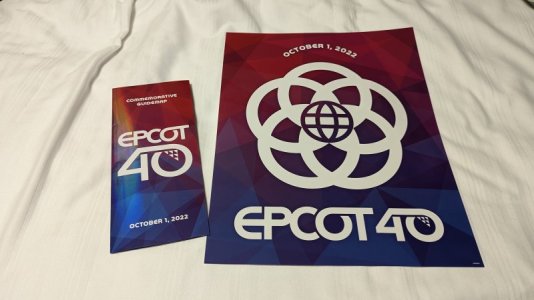 COMMEMORATIVE
GUIDEMAP
EPCOT
40
OCTOBER 1, 2022
OCTOBER 1, 2022
EPCOT 40